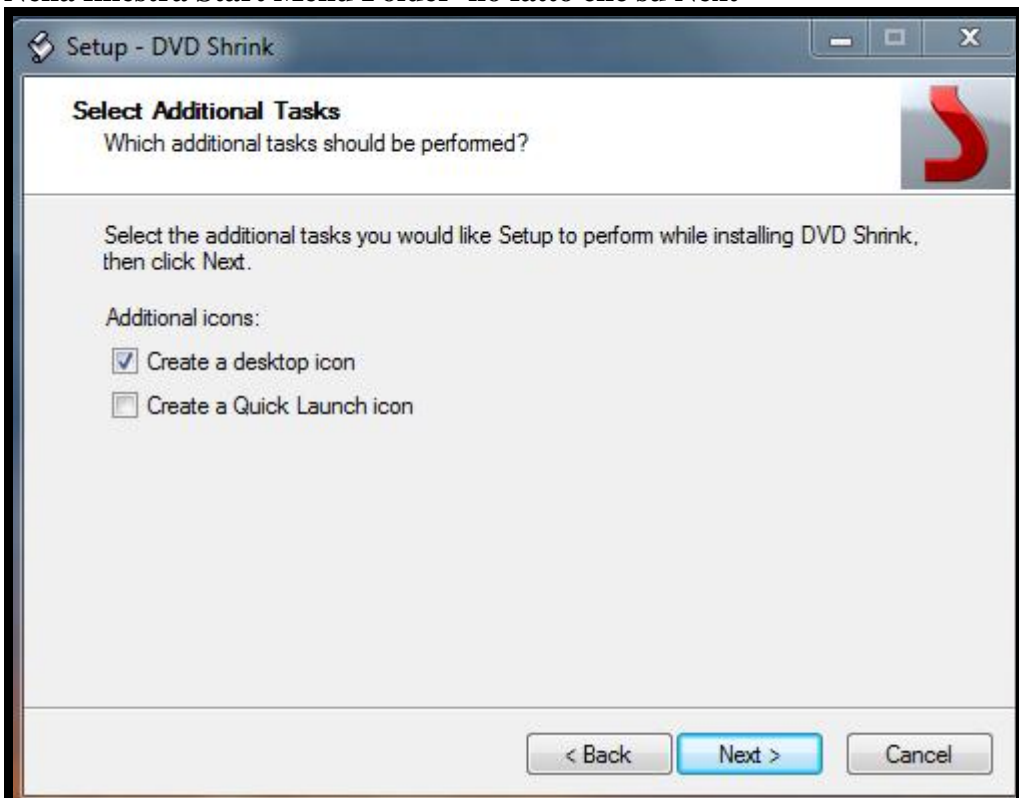 Setup - DVD Shrink
Select Additional Tasks
Which additional tasks should be performed?
Select the additional tasks you would like Setup to perform while installing DVD Shrink,
then click Next.
Additional icons:
Create a desktop icon
Create a Quick Launch icon
< Back
Next >
Cancel